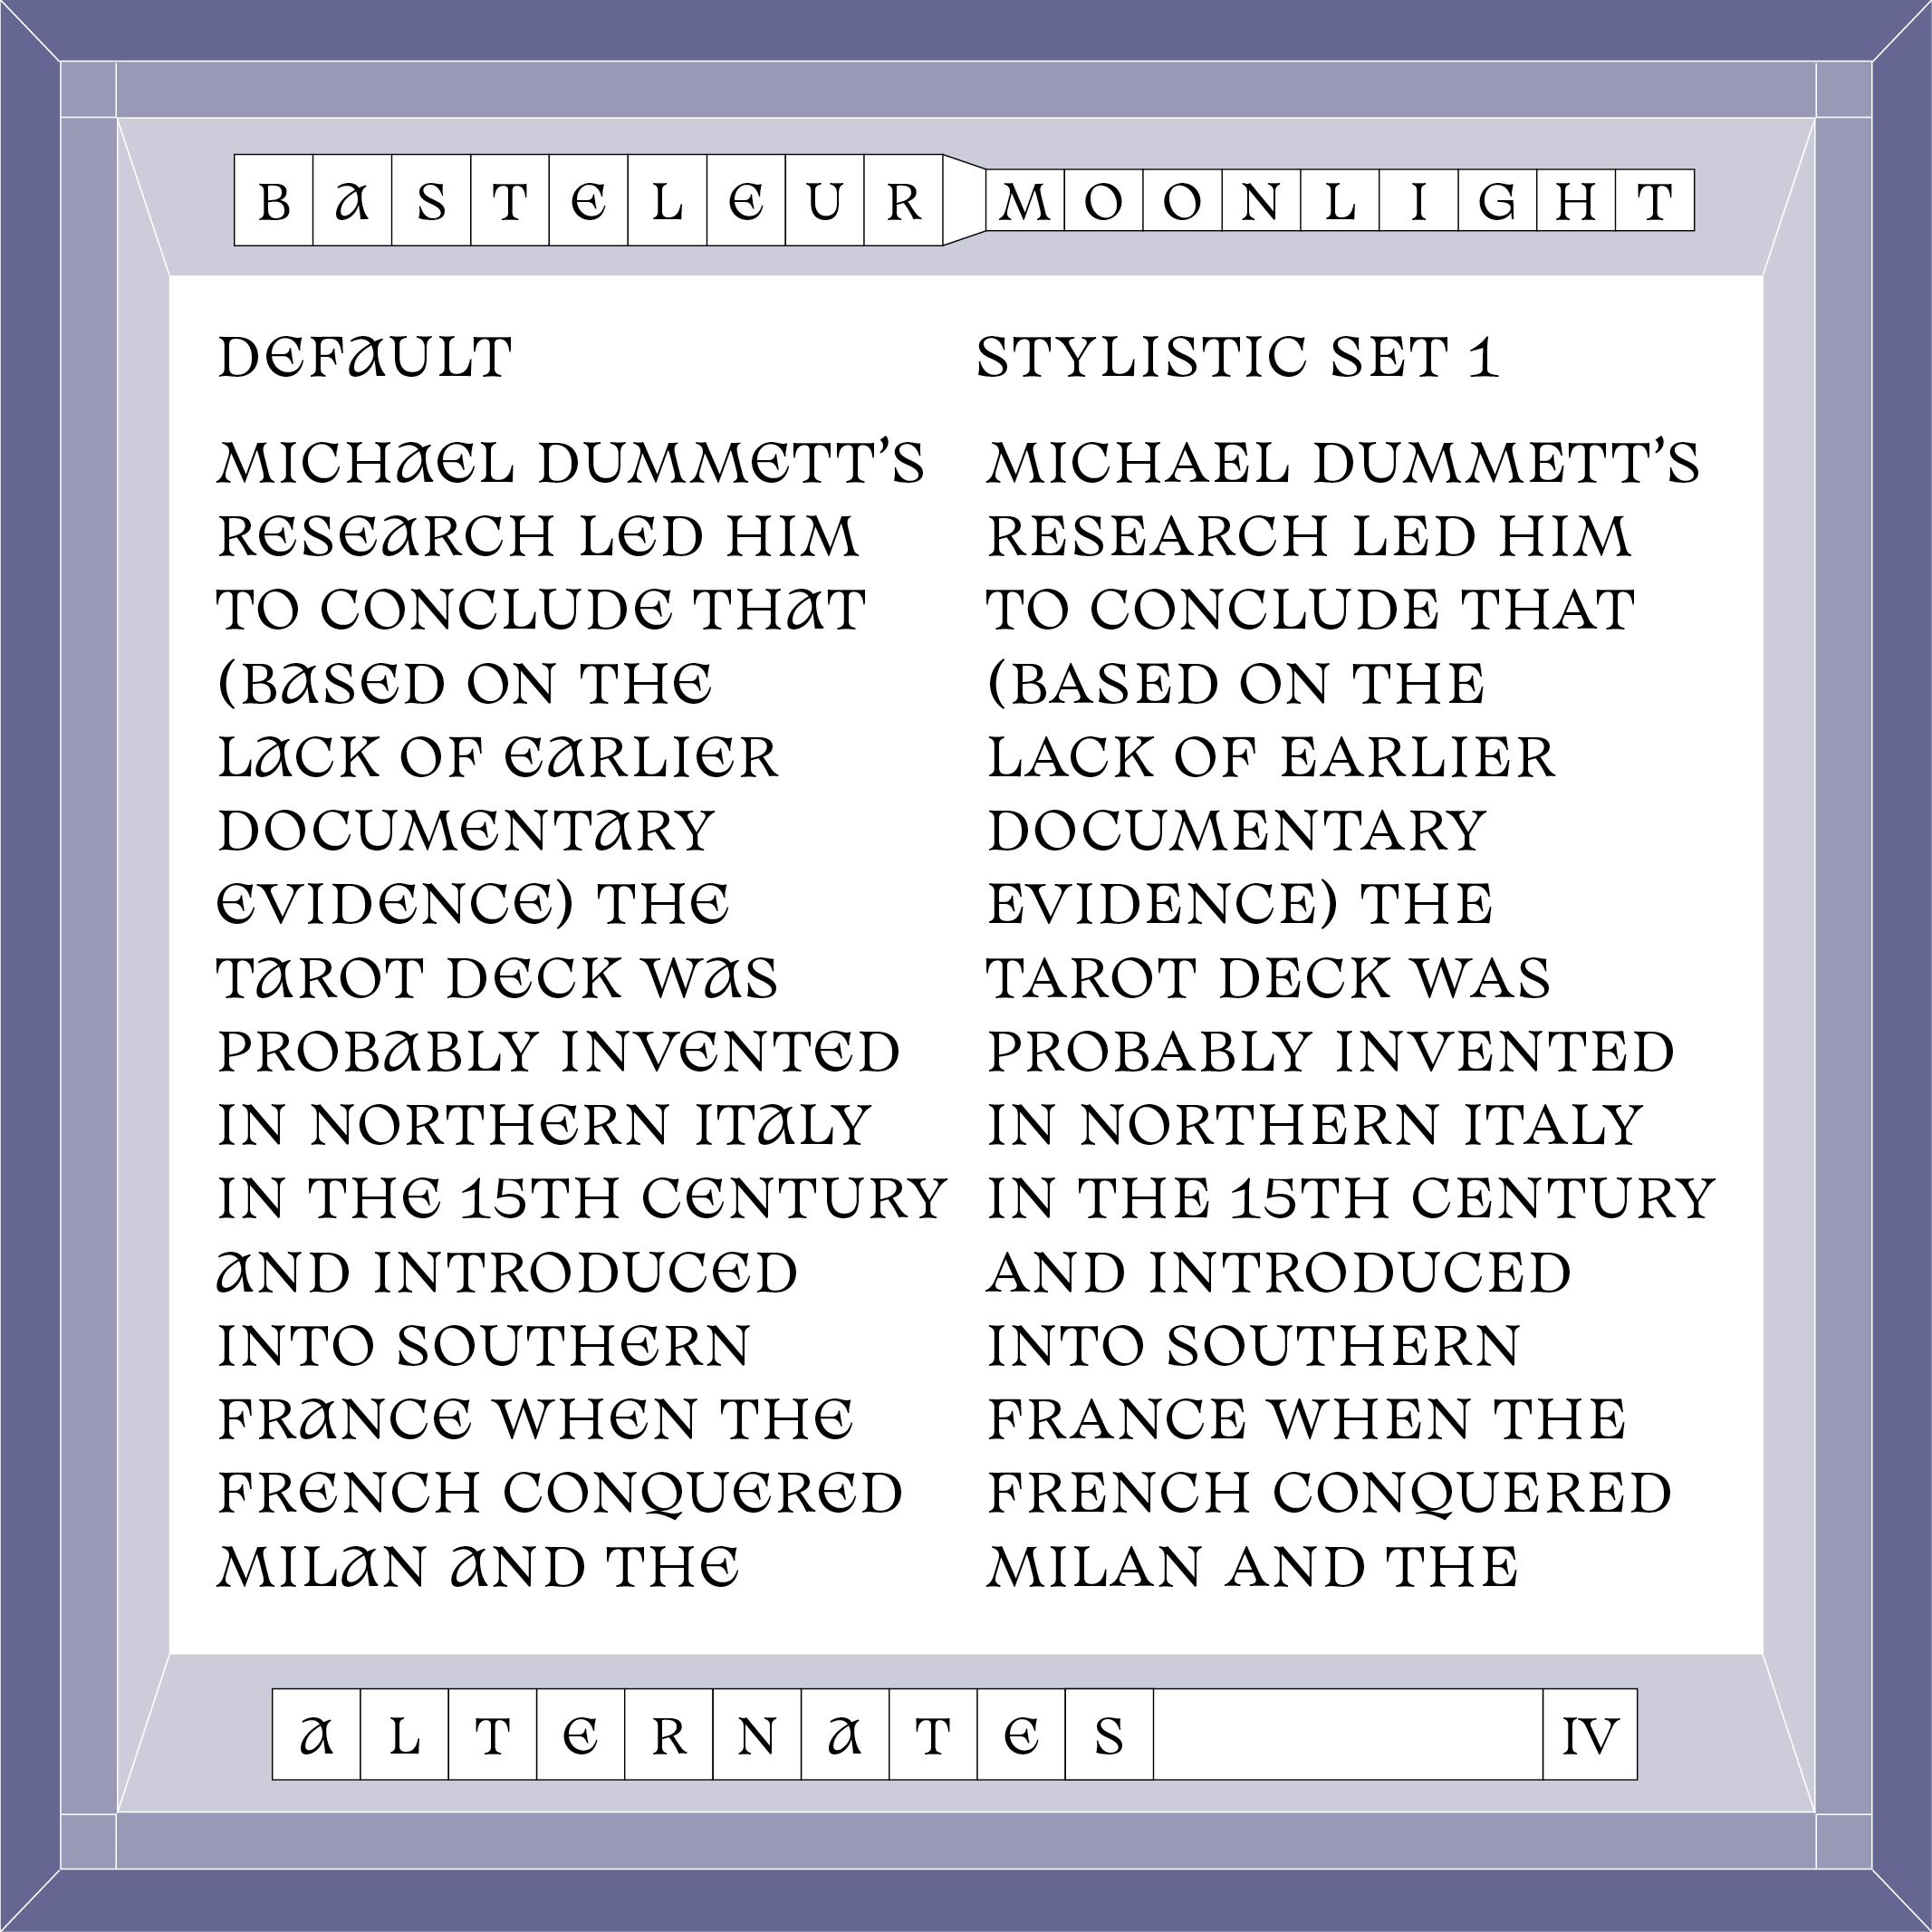 BASTELEUR MOONLIGHT
DEFAULT
MICHAEL DUMMETT’S
RESEARCH LED HIM
TO CONCLUDE THAT
(BASED ON THE
LACK OF EARLIER
DOCUMENTARY
EVIDENCE) THE
TAROT DECK WAS
PROBABLY INVENTED
IN NORTHERN ITALY
IN THE 15TH CENTURY
AND INTRODUCED
INTO SOUTHERN
FRANCE WHEN THE
FRENCH CONQUERED
MILAN AND THE
STYLISTIC SET 1
MICHAEL DUMMETT’S
RESEARCH LED HIM
TO CONCLUDE THAT
(BASED ON THE
LACK OF EARLIER
DOCUMENTARY
EVIDENCE) THE
TAROT DECK WAS
PROBABLY INVENTED
IN NORTHERN ITALY
IN THE 15TH CENTURY
AND INTRODUCED
INTO SOUTHERN
FRANCE WHEN THE
FRENCH CONQUERED
MILAN AND THE
ALTERNATES IV